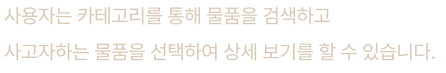 사용자는 카테고리를 통해 물품을 검색하고
사고자하는 물품을 선택하여 상세 보기를 할 수 있습니다.